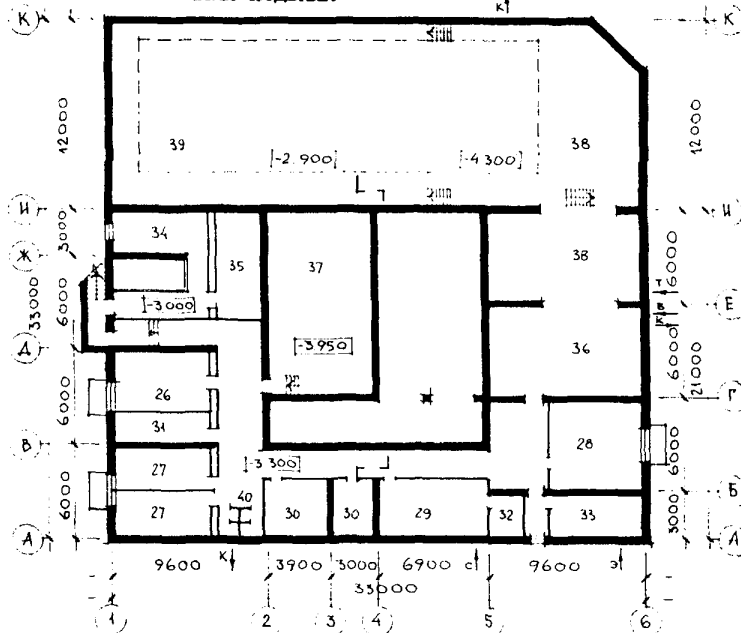 К К К
12000 12000
39 38
[-2.900] [-4.300]
И И
3000 34 35 37 38 6000
Ж
33000 6000 [-3.000]
т
в Е
к
[-3.950] 36 6000 21000
Д
26 Г
6000 31 28 6000
В
27 [-3.300]
40 Б
6000 27 30 30 29 32 33 3000
А А
9600 к 3900 3000 6900 с 9600 э
33000
1 2 3 4 5 6